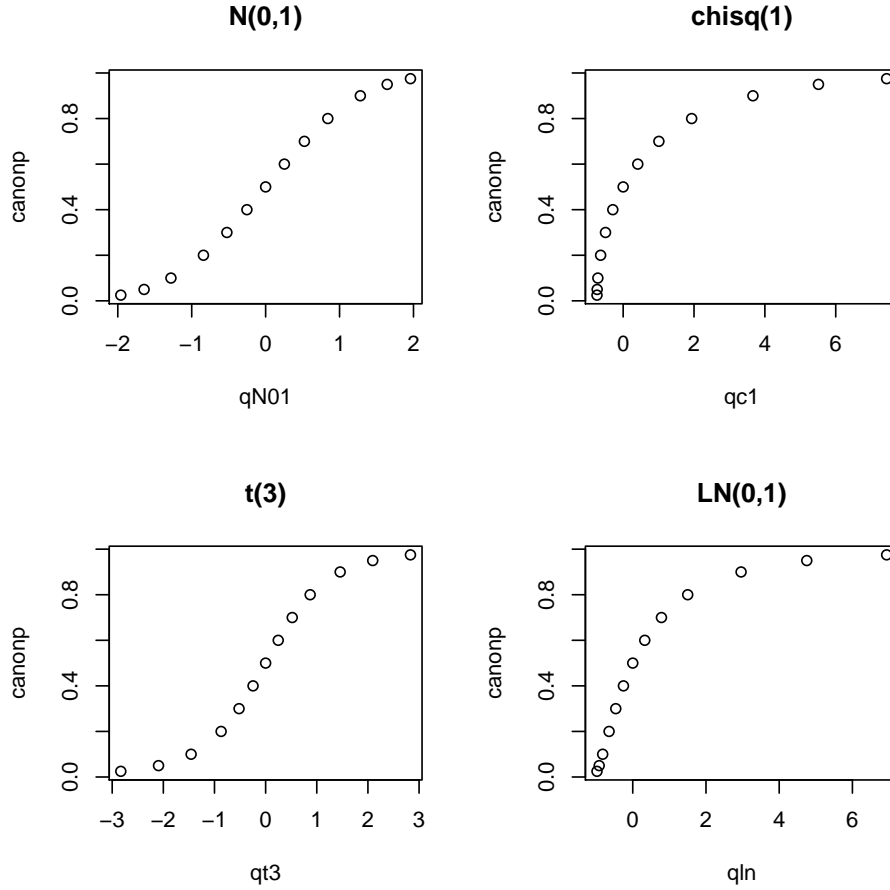 N(0,1)
canonp
0.0 0.4 0.8
−2 −1 0 1 2
qN01
chisq(1)
canonp
0.0 0.4 0.8
0 2 4 6
qc1
t(3)
canonp
0.0 0.4 0.8
−3 −2 −1 0 1 2 3
qt3
LN(0,1)
canonp
0.0 0.4 0.8
0 2 4 6
qln